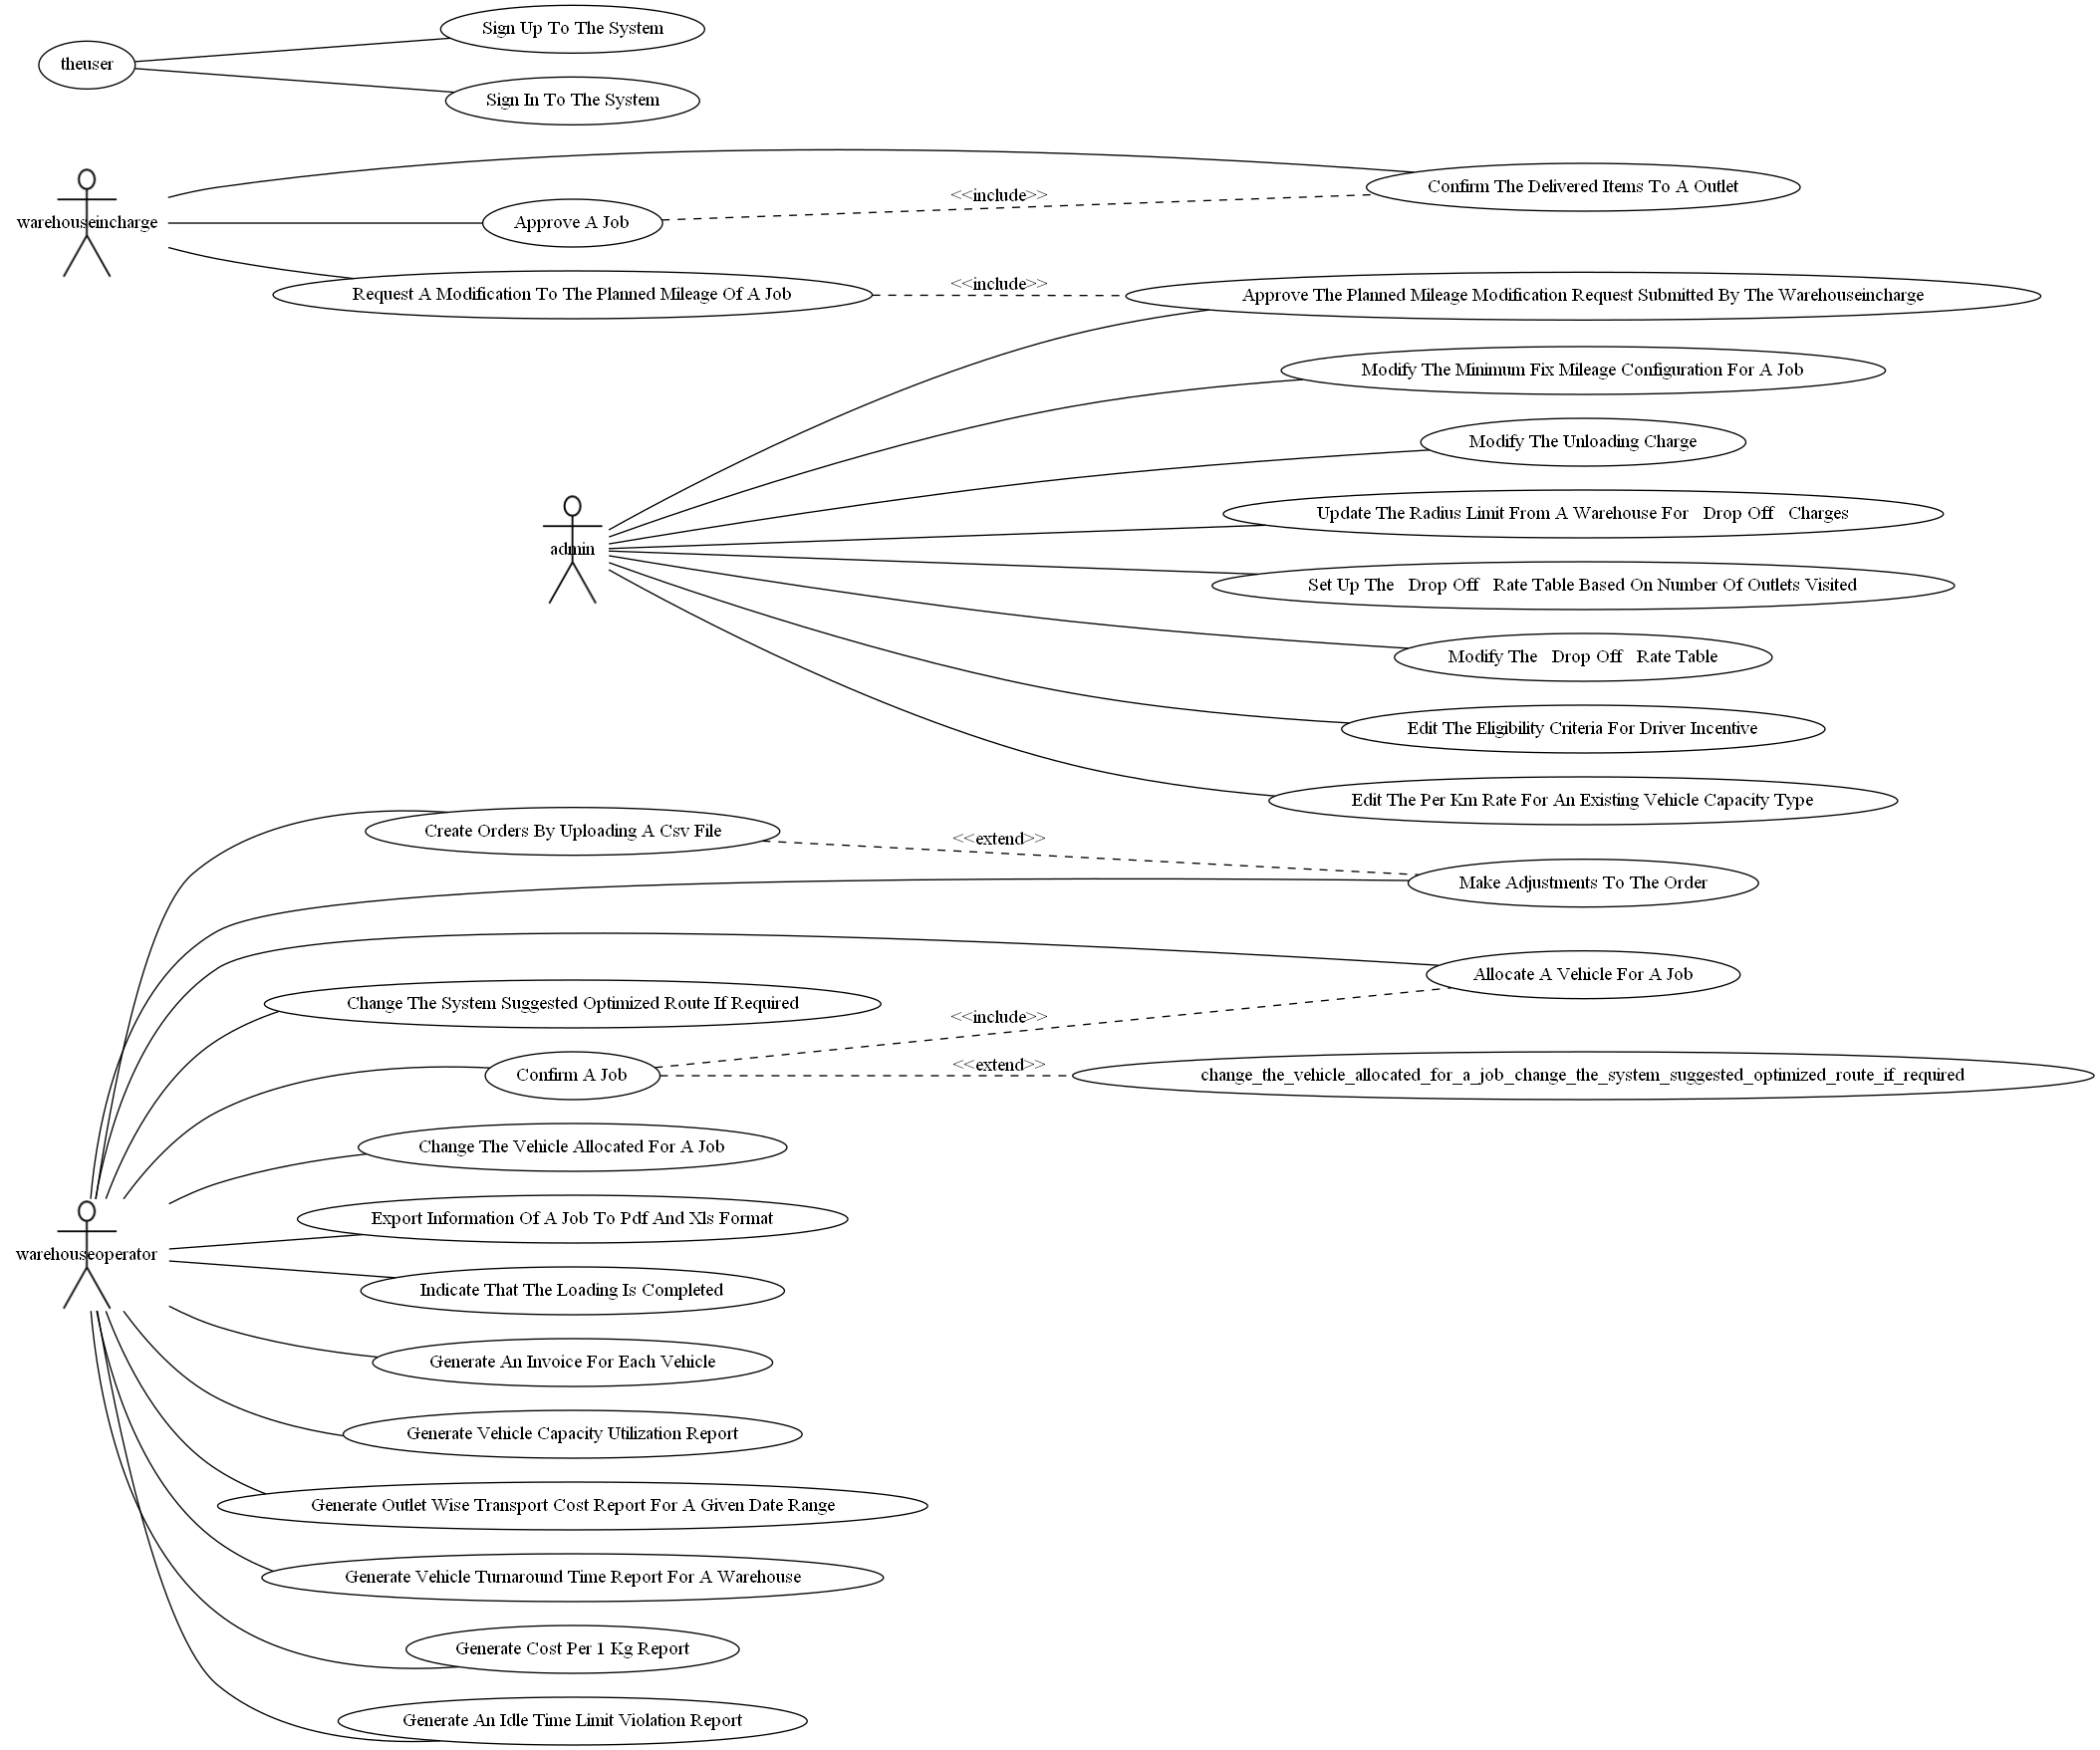 Sign Up To The System
theuser
Sign In To The System
Confirm The Delivered Items To A Outlet
<<include>>
warehouseincharge
Approve A Job
<<include>>
Request A Modification To The Planned Mileage Of A Job
Approve The Planned Mileage Modification Request Submitted By The Warehouseincharge
Modify The Minimum Fix Mileage Configuration For A Job
Modify The Unloading Charge
Update The Radius Limit From A Warehouse For   Drop Off   Charges
admin
Set Up The   Drop Off   Rate Table Based On Number Of Outlets Visited
Modify The   Drop Off   Rate Table
Edit The Eligibility Criteria For Driver Incentive
Edit The Per Km Rate For An Existing Vehicle Capacity Type
Create Orders By Uploading A Csv File
<<extend>>
Make Adjustments To The Order
Allocate A Vehicle For A Job
Change The System Suggested Optimized Route If Required
<<include>>
Confirm A Job
<<extend>>
change_the_vehicle_allocated_for_a_job_change_the_system_suggested_optimized_route_if_required
Change The Vehicle Allocated For A Job
Export Information Of A Job To Pdf And Xls Format
warehouseoperator
Indicate That The Loading Is Completed
Generate An Invoice For Each Vehicle
Generate Vehicle Capacity Utilization Report
Generate Outlet Wise Transport Cost Report For A Given Date Range
Generate Vehicle Turnaround Time Report For A Warehouse
Generate Cost Per 1 Kg Report
Generate An Idle Time Limit Violation Report